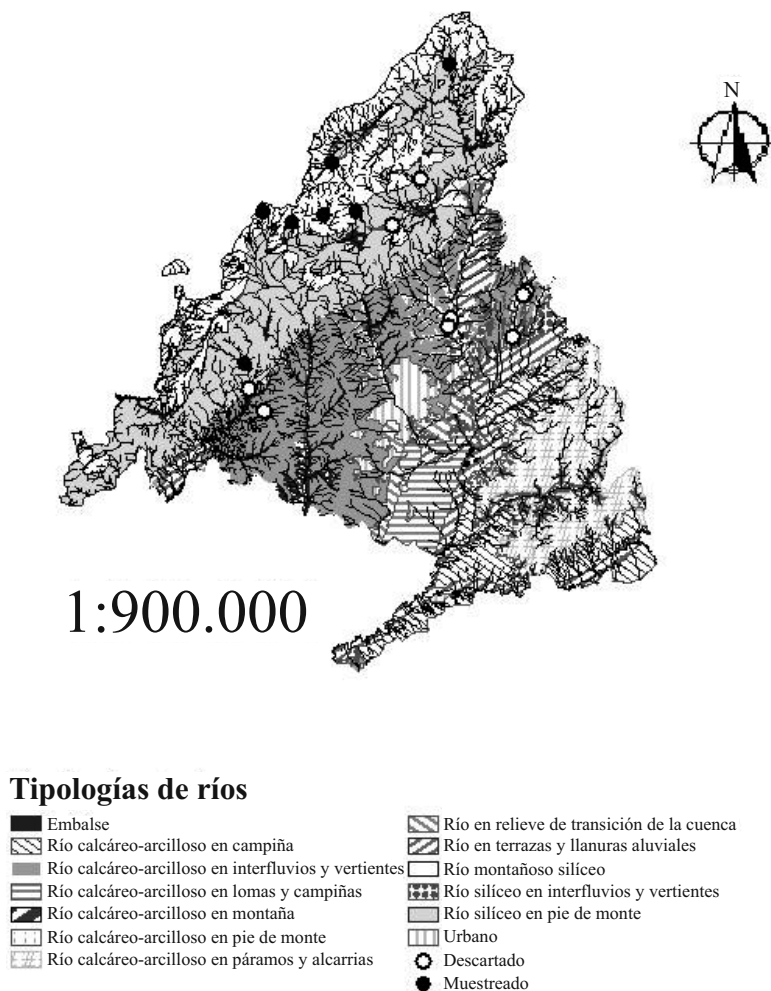 N
1:900.000
Tipologías de ríos
Embalse
Río calcáreo-arcilloso en campiña
Río calcáreo-arcilloso en interfluvios y vertientes
Río calcáreo-arcilloso en lomas y campiñas
Río calcáreo-arcilloso en montaña
Río calcáreo-arcilloso en pie de monte
Río calcáreo-arcilloso en páramos y alcarrias
Río en relieve de transición de la cuenca
Río en terrazas y llanuras aluviales
Río montañoso silíceo
Río silíceo en interfluvios y vertientes
Río silíceo en pie de monte
Urbano
Descartado
Muestreado